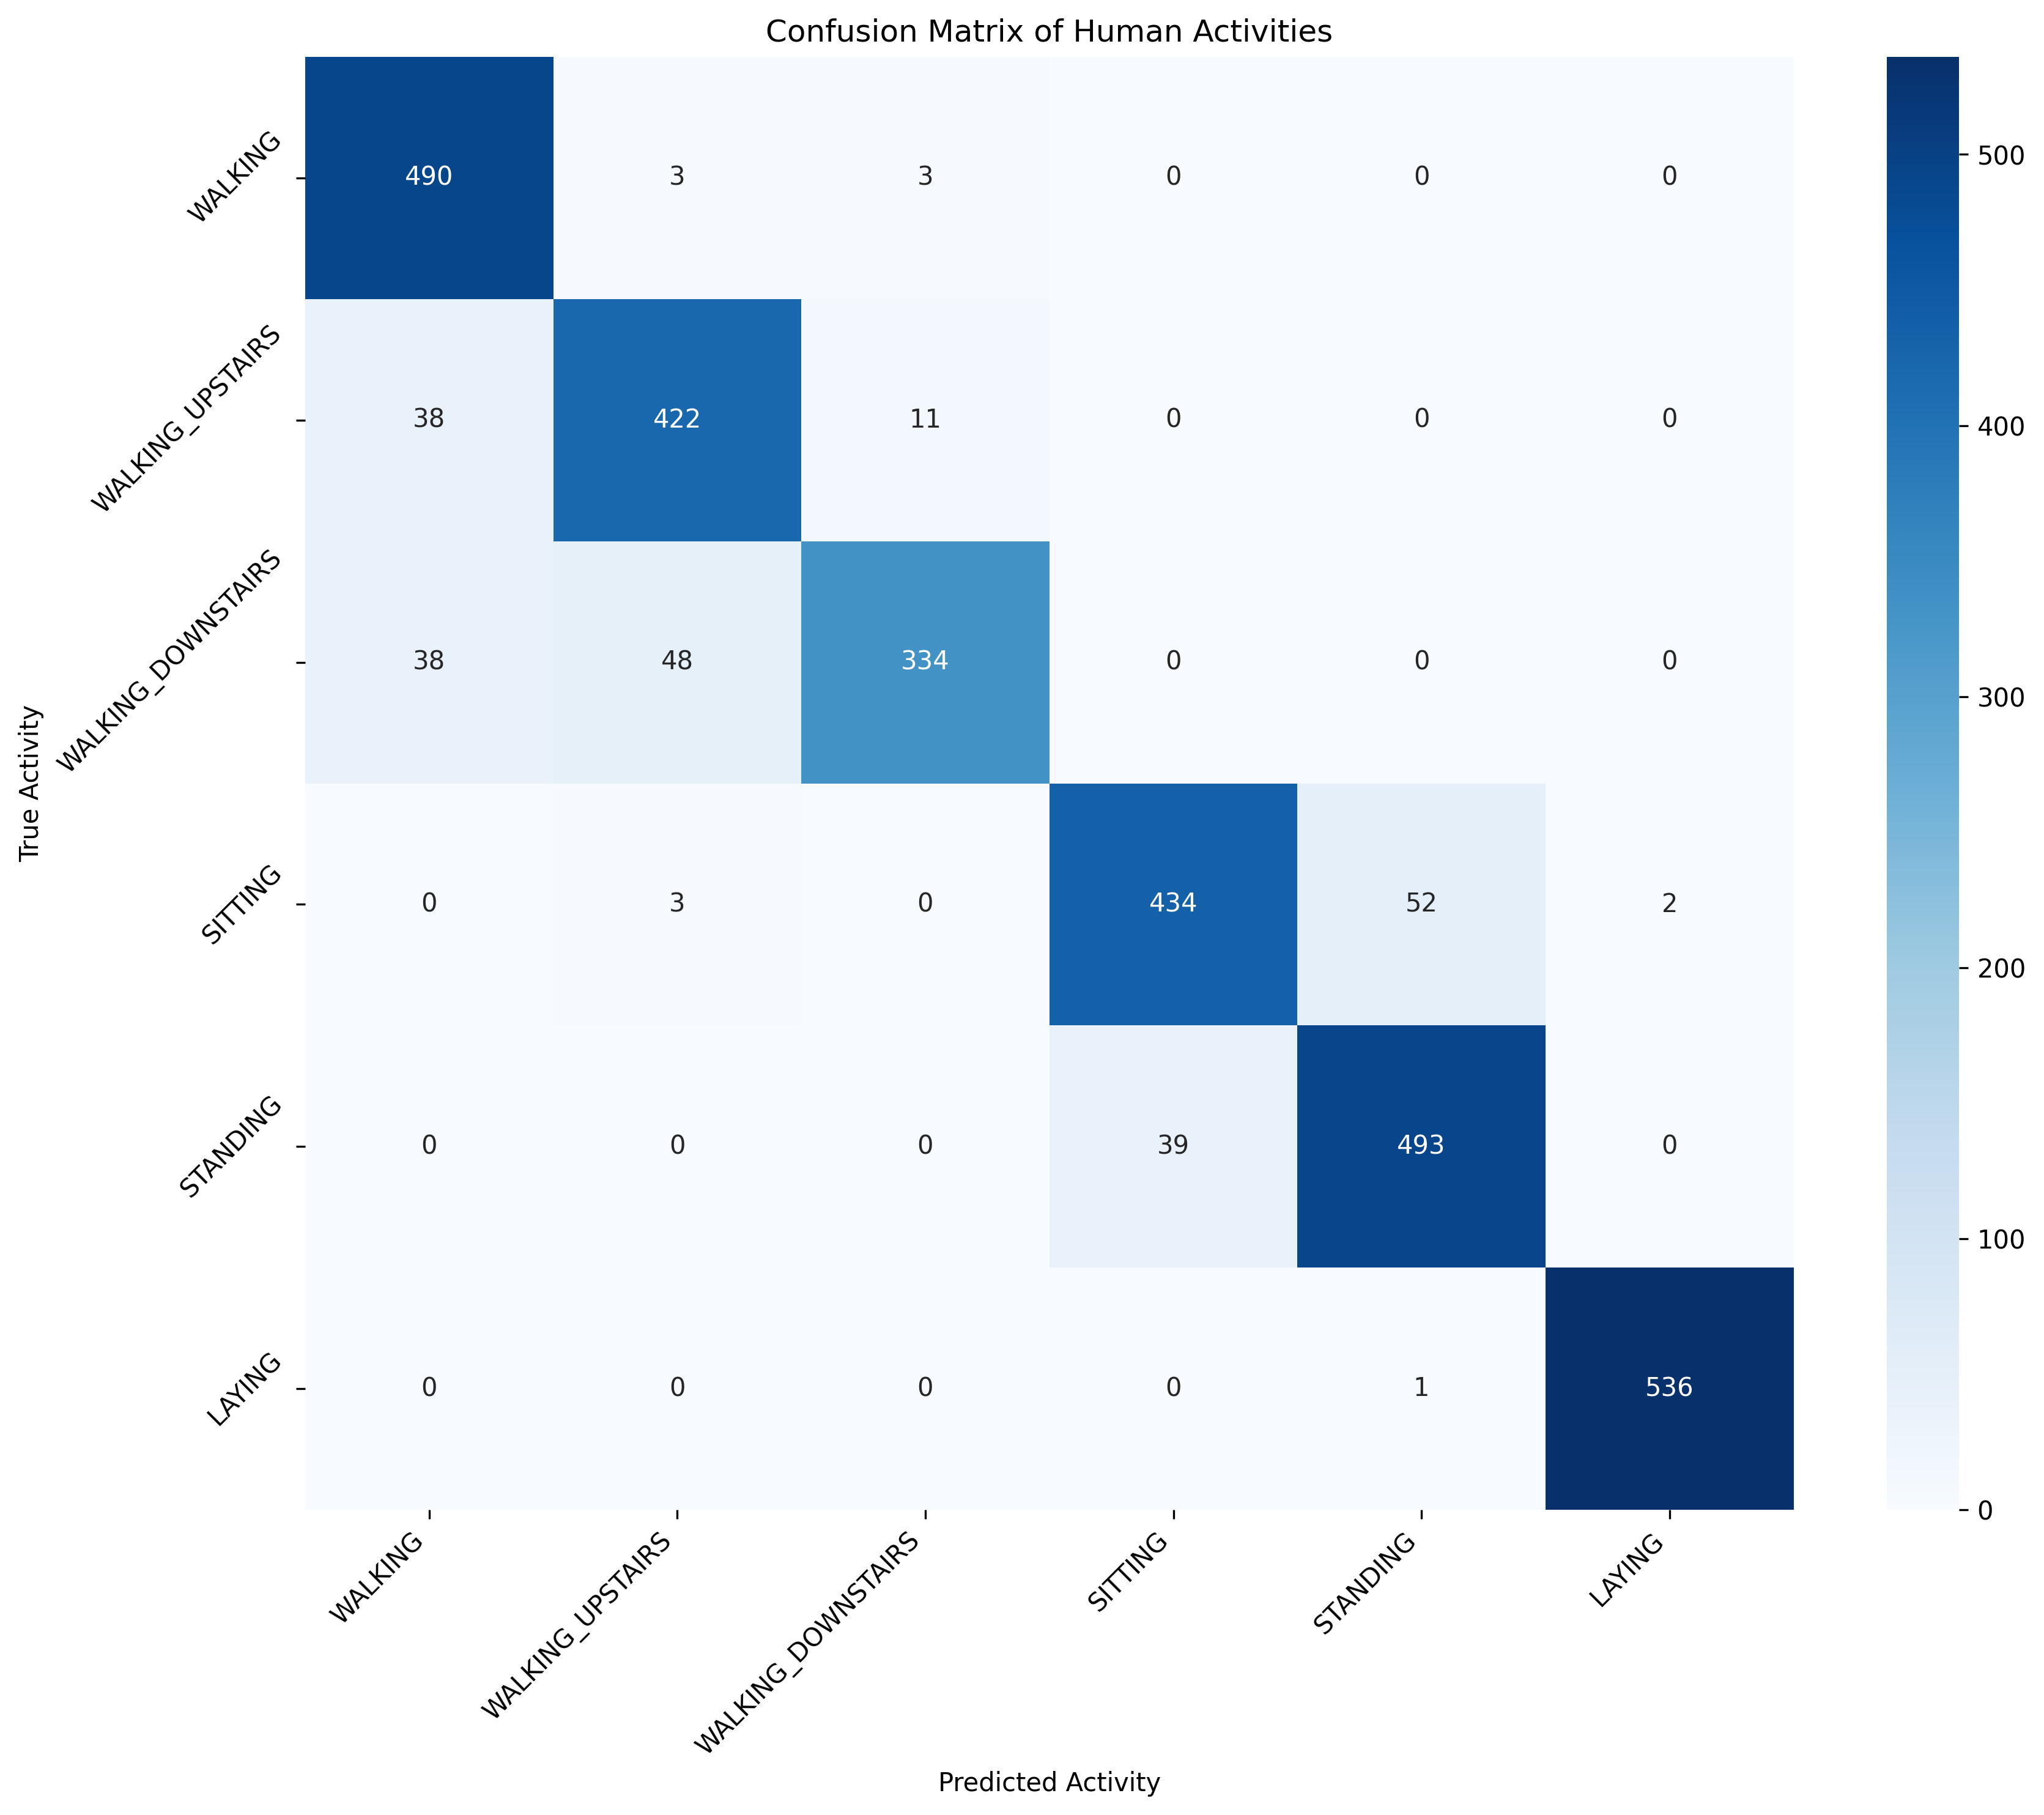 Confusion Matrix of Human Activities
True Activity
WALKING
490 3 3 0 0 0
WALKING_UPSTAIRS
38 422 11 0 0 0
WALKING_DOWNSTAIRS
38 48 334 0 0 0
SITTING
0 3 0 434 52 2
STANDING
0 0 0 39 493 0
LAYING
0 0 0 0 1 536
WALKING
WALKING_UPSTAIRS
WALKING_DOWNSTAIRS
SITTING
STANDING
LAYING
Predicted Activity
500
400
300
200
100
0